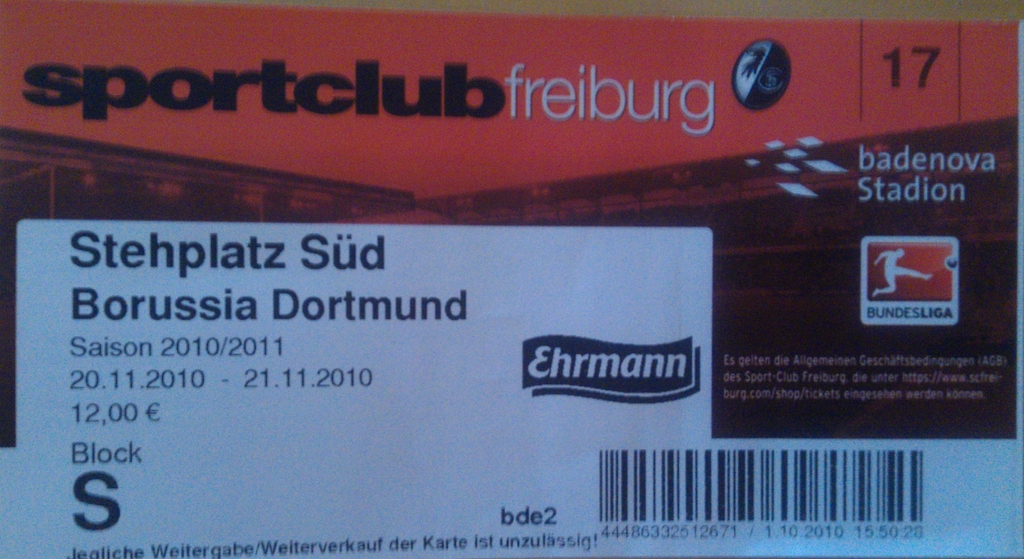 sportclubfreiburg
17
badenova
Stadion
Stehplatz Süd
Borussia Dortmund
Saison 2010/2011
20.11.2010 - 21.11.2010
12,00 €
Block
S
Ehrmann
BUNDESLIGA
Es gelten die Allgemeinen Geschäftsbedingungen (AGB)
des Sport-Club Freiburg, die unter https://www.scfrei-
burg.com/shop/tickets eingesehen werden können.
bde2
44486332512671 / 1.10.2010 15:50:28
Jegliche Weitergabe/Weiterverkauf der Karte ist unzulässig!